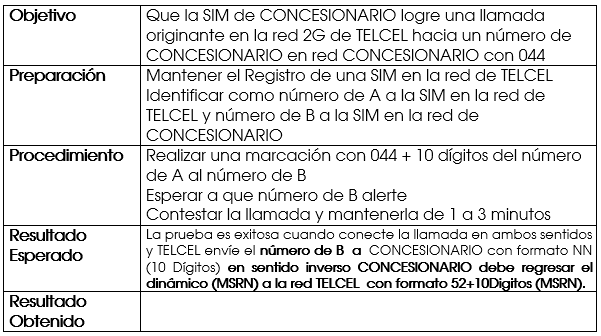 Objetivo
Que la SIM de CONCESIONARIO logre una llamada
originante en la red 2G de TELCEL hacia un número de
CONCESIONARIO en red CONCESIONARIO con 044
Preparación
Mantener el Registro de una SIM en la red de TELCEL
Identificar como número de A a la SIM en la red de
TELCEL y número de B a la SIM en la red de
CONCESIONARIO
Procedimiento
Realizar una marcación con 044 + 10 dígitos del número
de A al número de B
Esperar a que número de B alerte
Contestar la llamada y mantenerla de 1 a 3 minutos
Resultado
Esperado
La prueba es exitosa cuando conecte la llamada en ambos sentidos
y TELCEL envíe el número de B a CONCESIONARIO con formato NN
(10 Dígitos) en sentido inverso CONCESIONARIO debe regresar el
dinámico (MSRN) a la red TELCEL con formato 52+10Digitos (MSRN).
Resultado
Obtenido